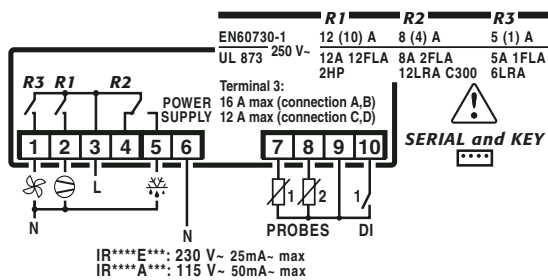 R1 R2 R3
EN60730-1 250 V~ 12 (10) A 8 (4) A 5 (1) A
UL 873 12A 12FLA 8A 2FLA 5A 1FLA
2HP 12LRA C300 6LRA
Terminal 3:
16 A max (connection A,B)
12 A max (connection C,D)
R3 R1 R2
POWER SUPPLY
SERIAL and KEY
1 2 3 4 5 6 7 8 9 10
L
1 2 1
N N PROBES DI
IR****E***: 230 V~ 25mA~ max
IR****A***: 115 V~ 50mA~ max